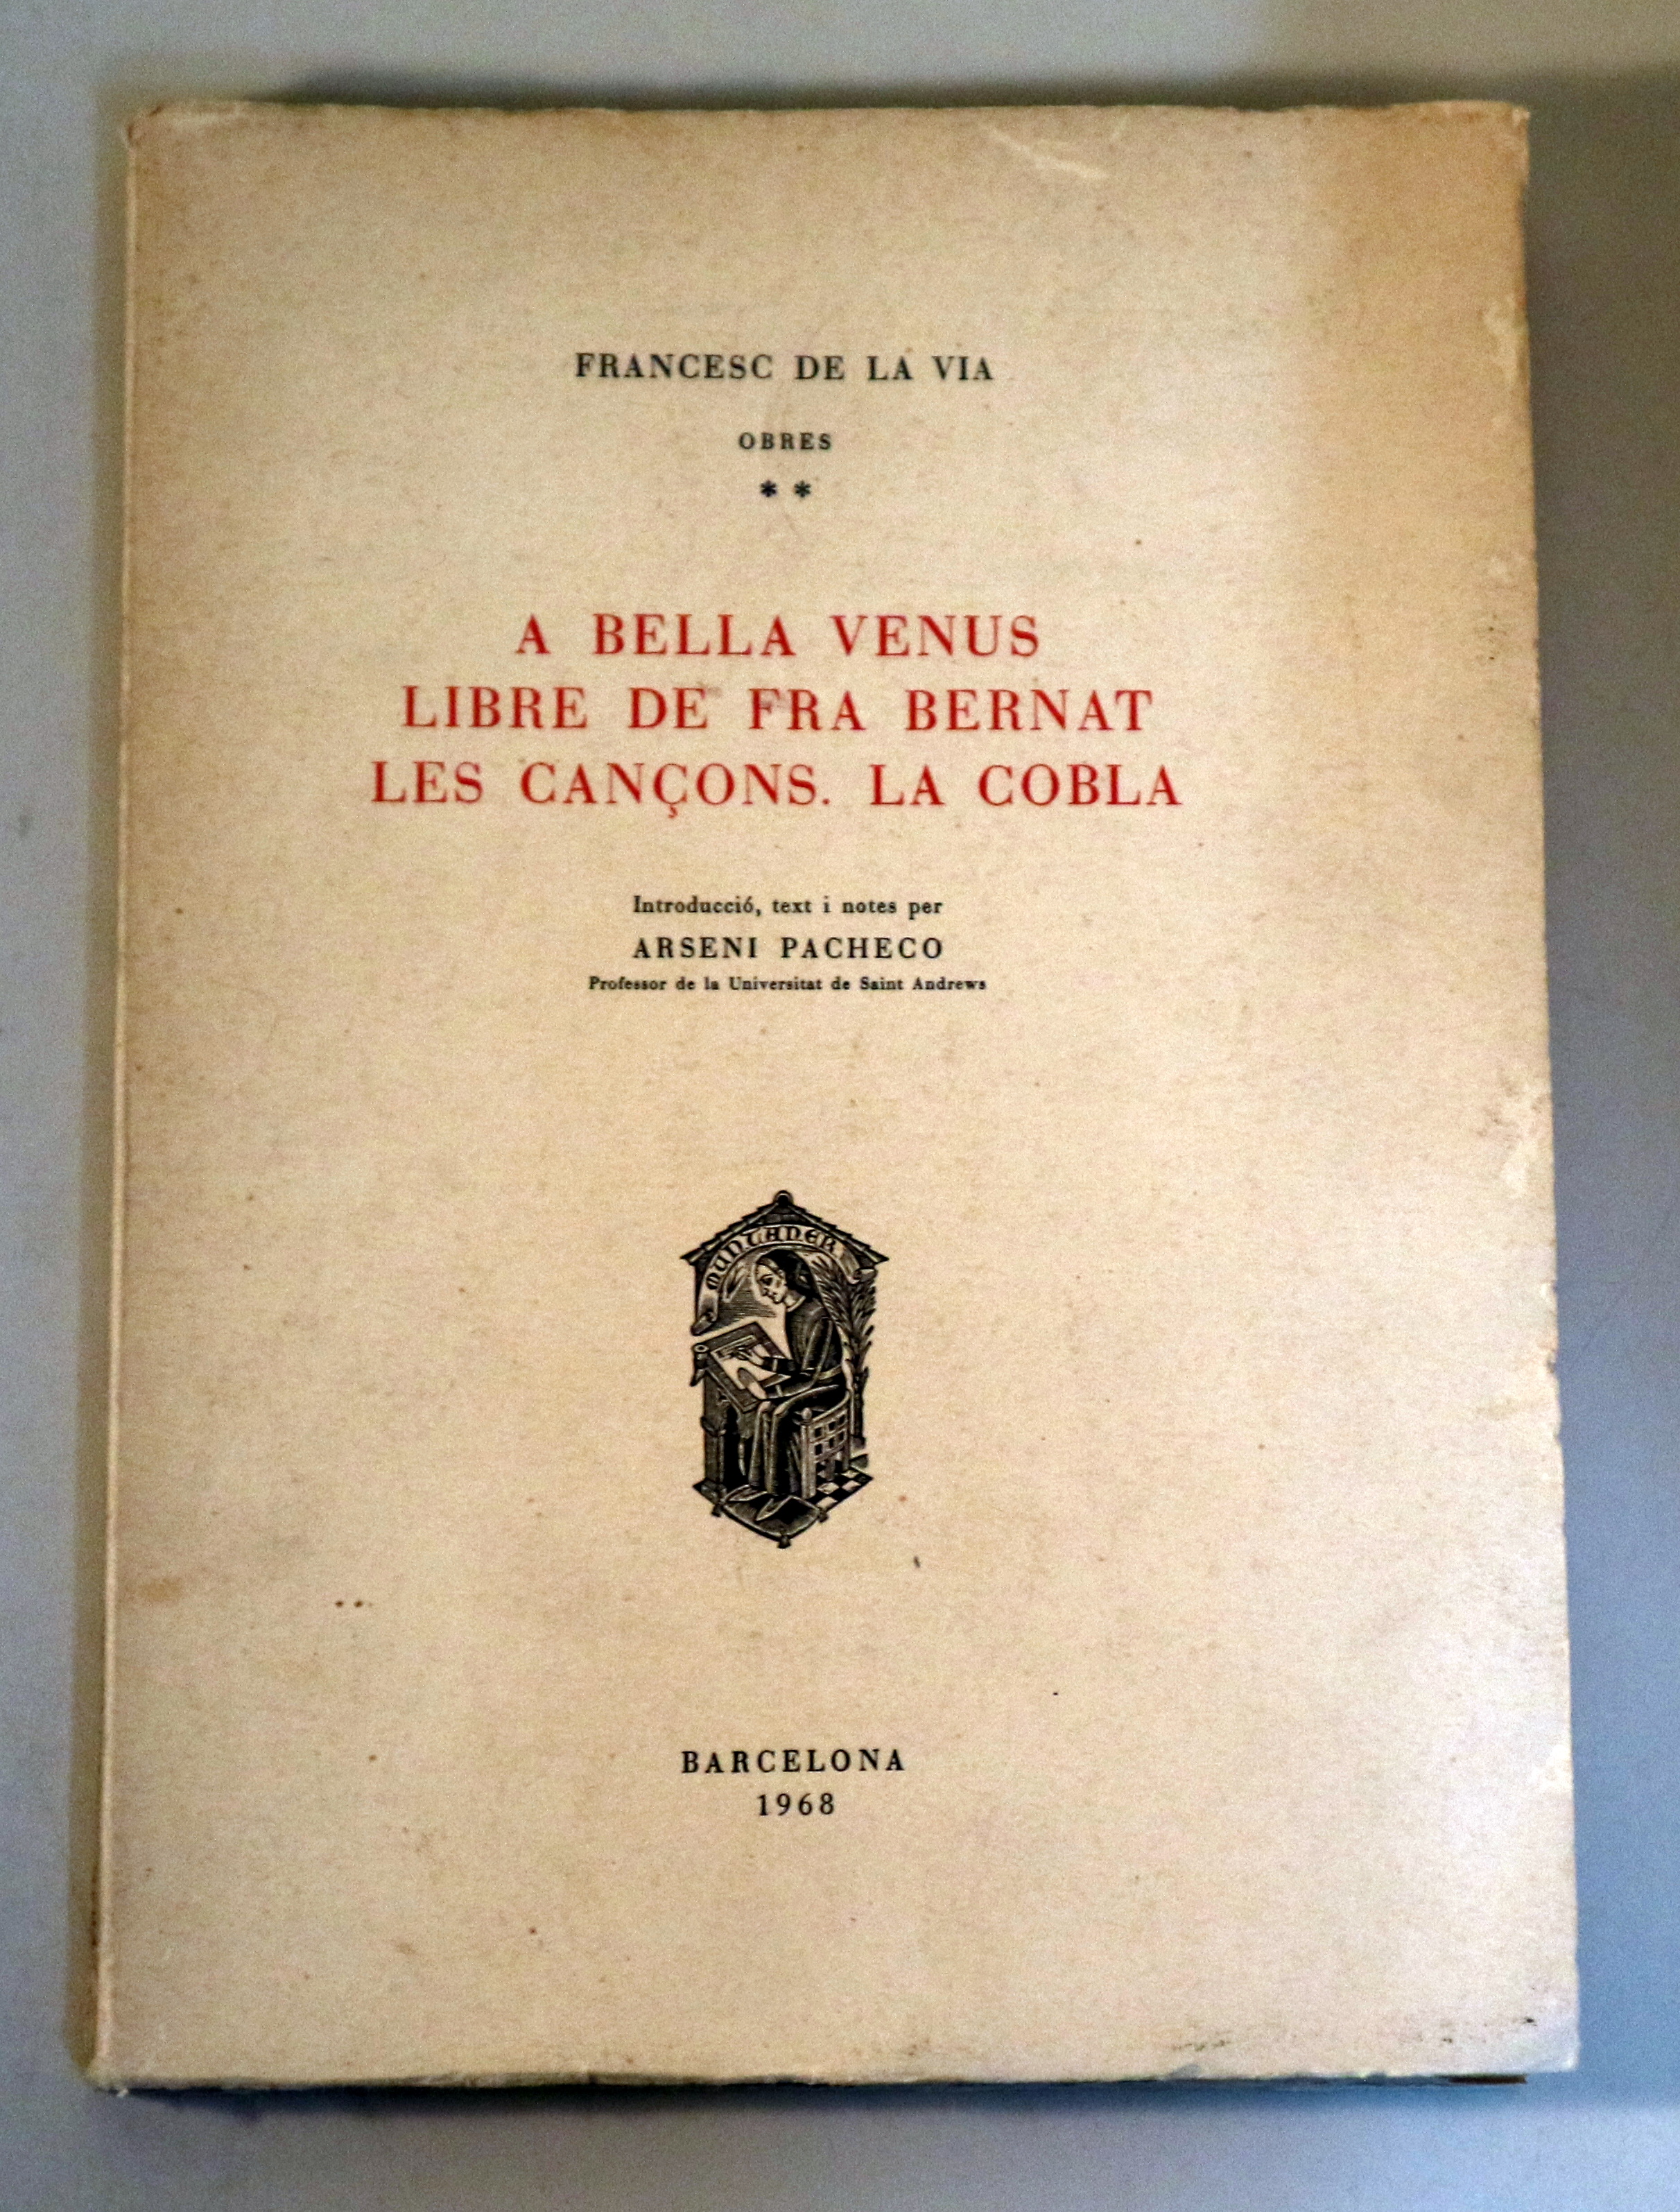 FRANCESC DE LA VIA
OBRES
* *
A BELLA VENUS
LIBRE DE FRA BERNAT
LES CANÇONS. LA COBLA
Introducció, text i notes per
ARSENI PACHECO
Professor de la Universitat de Saint Andrews
MUNTANER
BARCELONA
1968